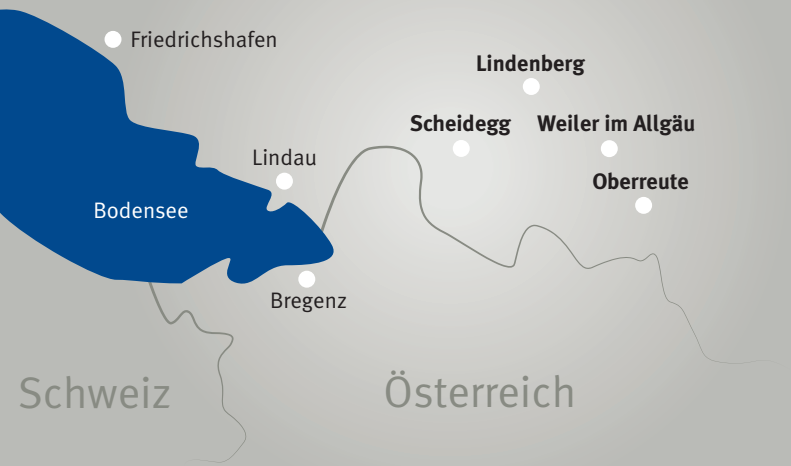 Friedrichshafen
Lindenberg
Scheidegg
Weiler im Allgäu
Lindau
Oberreute
Bodensee
Bregenz
Schweiz
Österreich